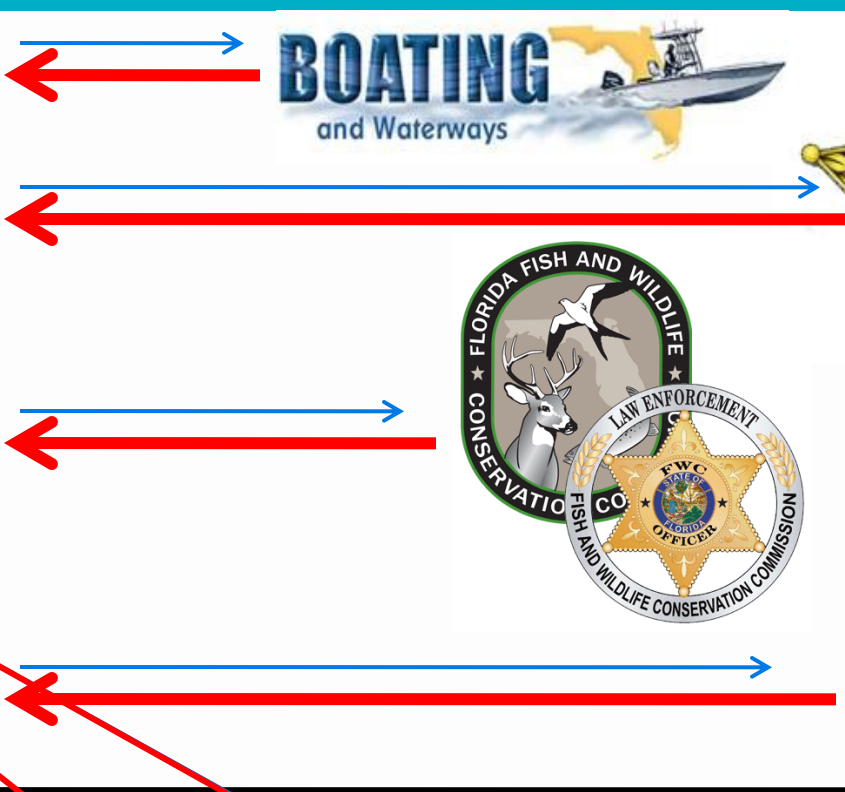 BOATING
and Waterways
FLORIDA FISH AND WILDLIFE
CONSERVATION CO
LAW ENFORCEMENT
FWC
STATE OF
FLORIDA
OFFICER
FISH AND WILDLIFE CONSERVATION COMMISSION